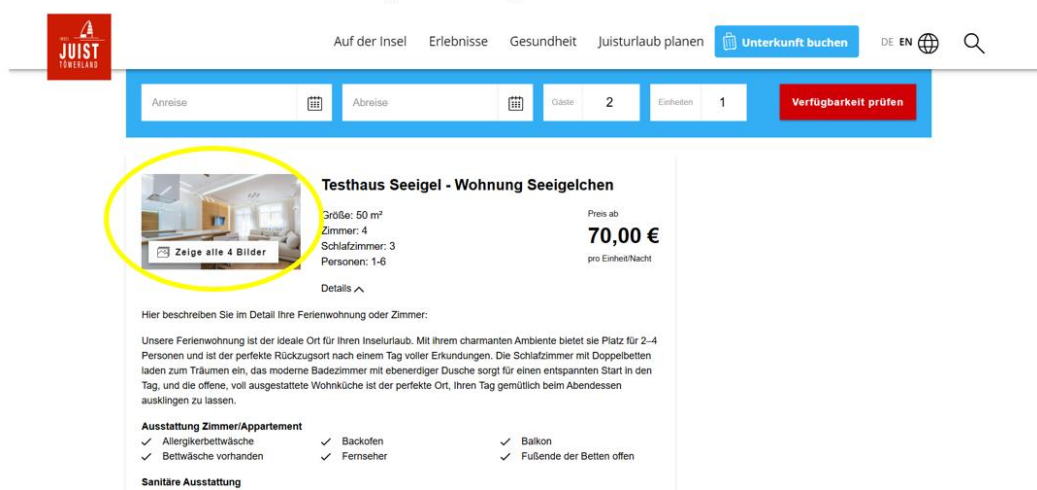 INSEL
JUIST
TÖWERLAND
Auf der Insel Erlebnisse Gesundheit Juisturlaub planen Unterkunft buchen DE EN
Anreise Abreise Gäste 2 Einheiten 1 Verfügbarkeit prüfen
Testhaus Seeigel - Wohnung Seeigelchen
Größe: 50 m² Preis ab
Zimmer: 4 70,00 €
Schlafzimmer: 3
Personen: 1-6 pro Einheit/Nacht
Zeige alle 4 Bilder
Details
Hier beschreiben Sie im Detail Ihre Ferienwohnung oder Zimmer:
Unsere Ferienwohnung ist der ideale Ort für Ihren Inselurlaub. Mit ihrem charmanten Ambiente bietet sie Platz für 2–4
Personen und ist der perfekte Rückzugsort nach einem Tag voller Erkundungen. Die Schlafzimmer mit Doppelbetten
laden zum Träumen ein, das moderne Badezimmer mit ebenerdiger Dusche sorgt für einen entspannten Start in den
Tag, und die offene, voll ausgestattete Wohnküche ist der perfekte Ort, Ihren Tag gemütlich beim Abendessen
ausklingen zu lassen.
Ausstattung Zimmer/Appartement
Allergikerbettwäsche Backofen Balkon
Bettwäsche vorhanden Fernseher Fußende der Betten offen
Sanitäre Ausstattung